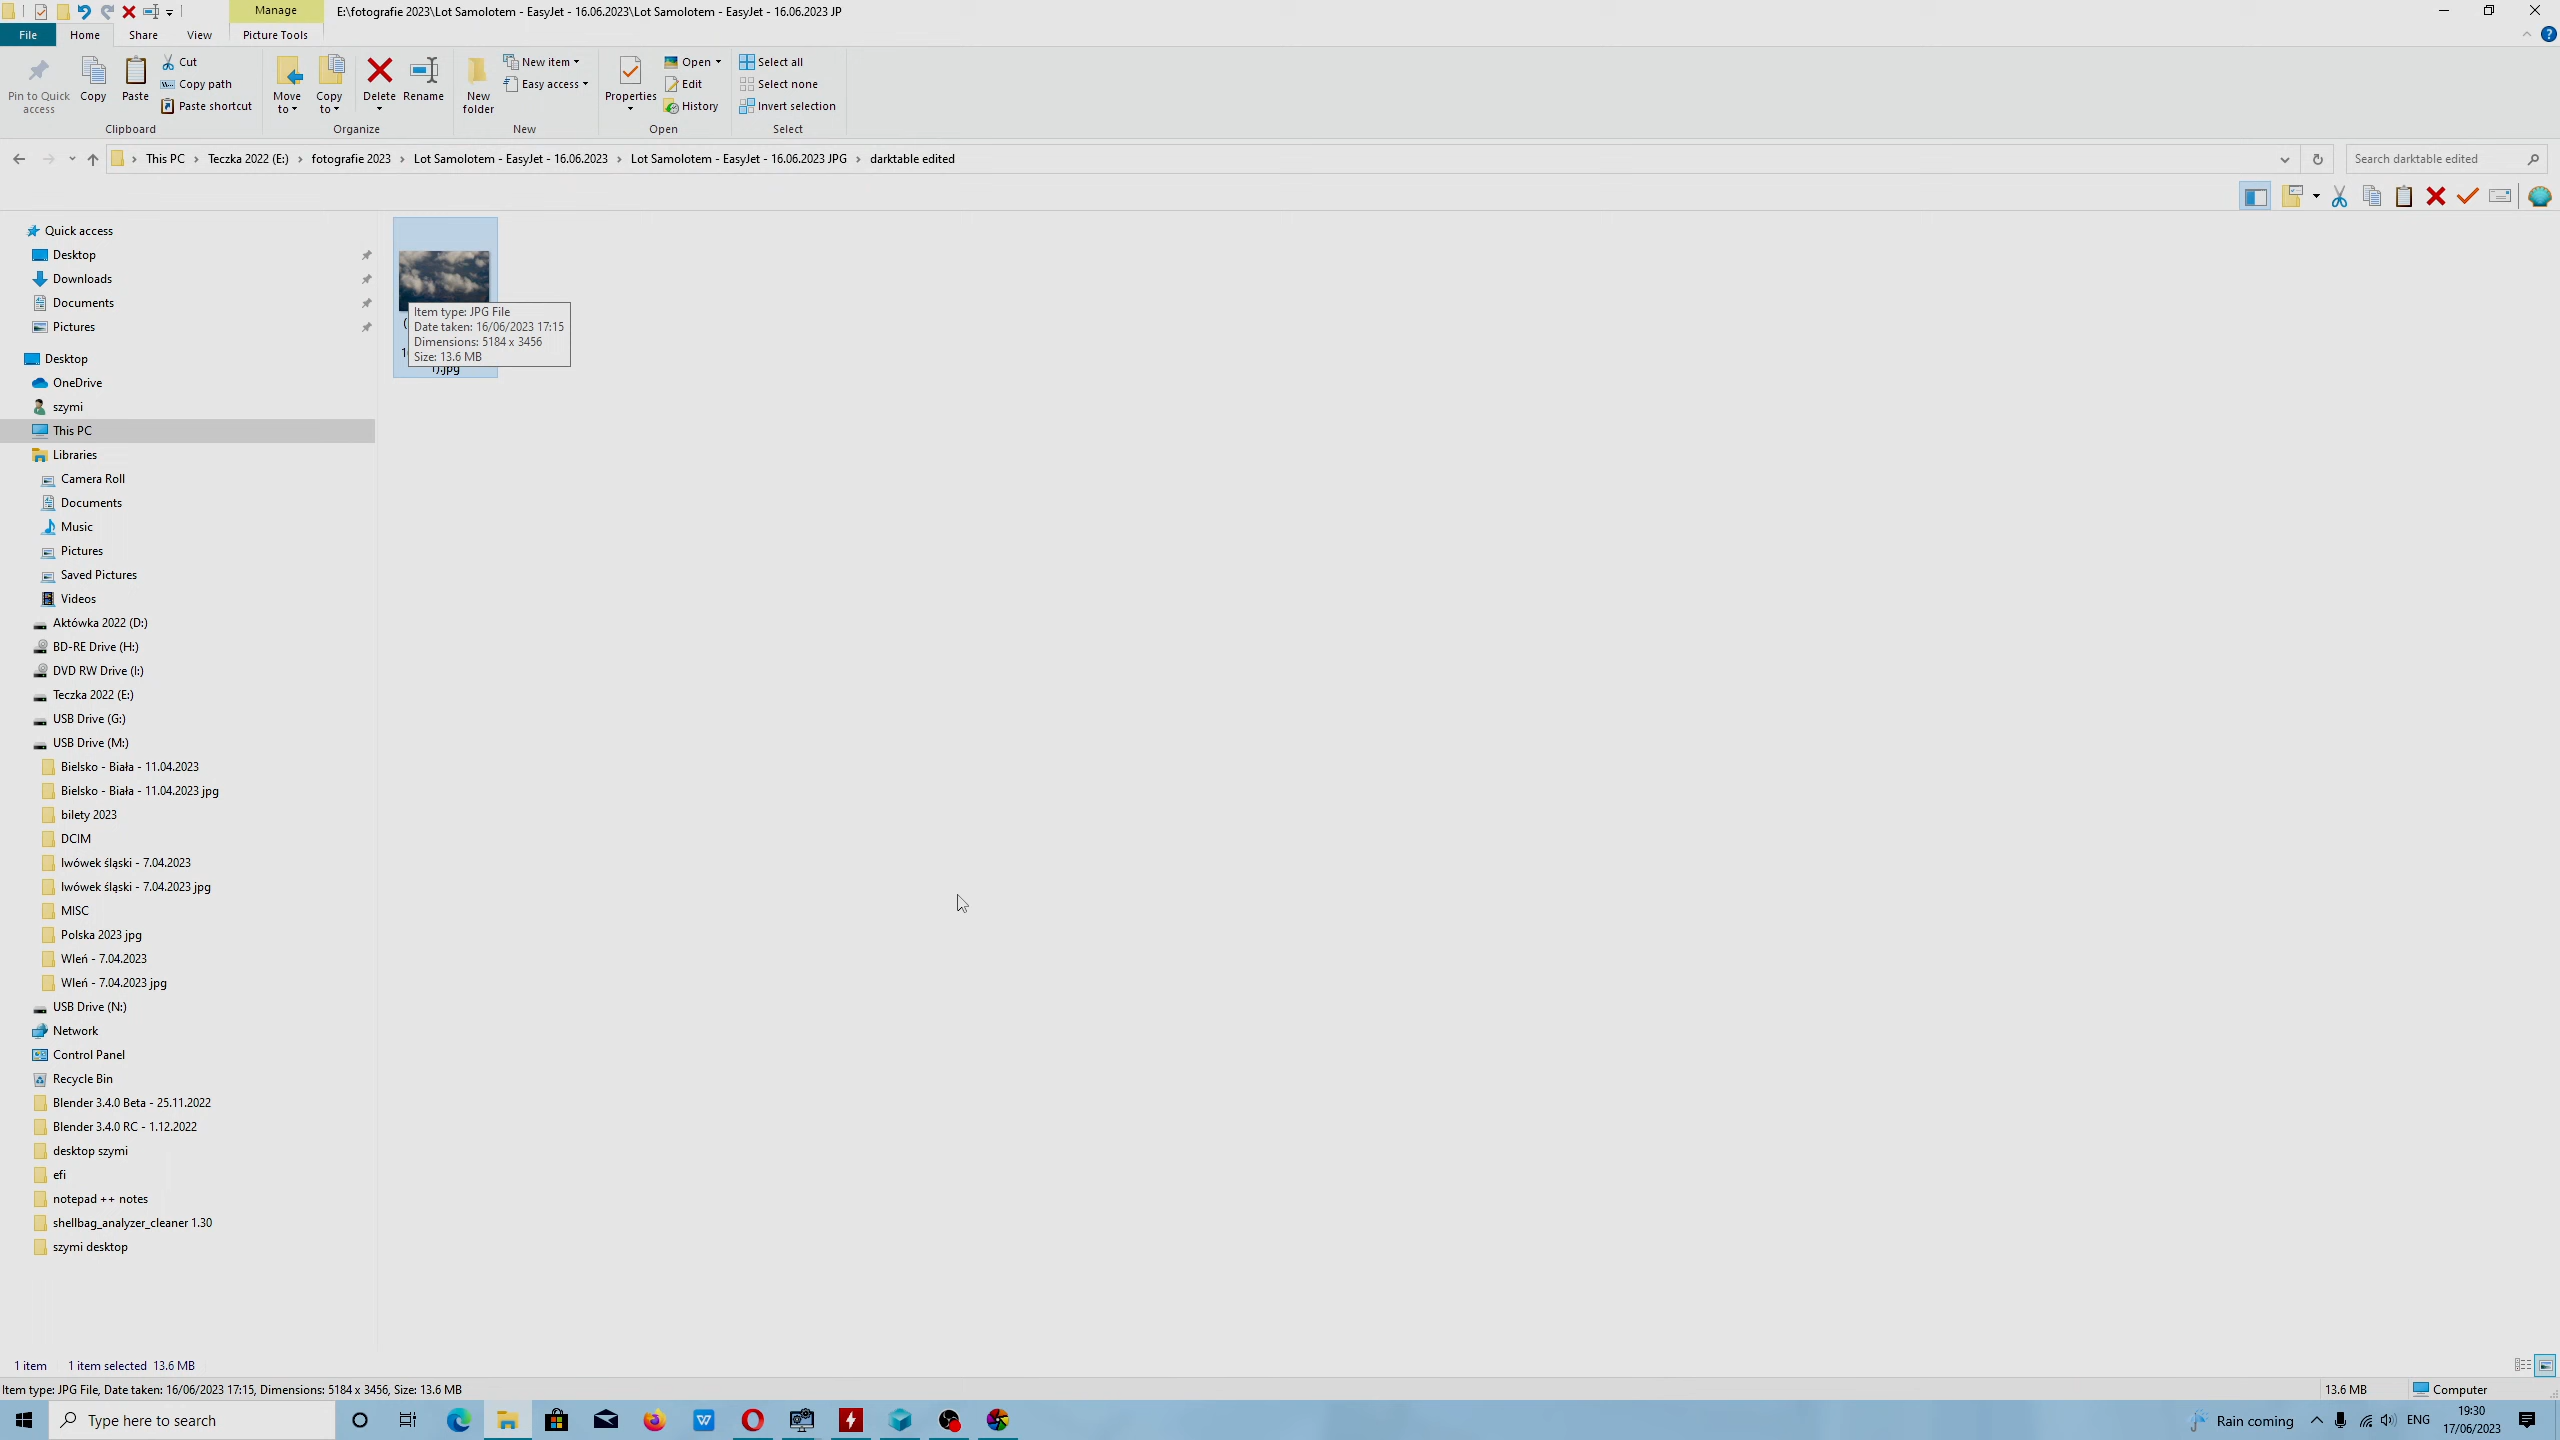 Manage
E:\fotografie 2023\Lot Samolotem - EasyJet - 16.06.2023\Lot Samolotem - EasyJet - 16.06.2023 JP
File
Home
Share
View
Picture Tools
Pin to Quick access
Copy
Paste
Cut
Copy path
Paste shortcut
Clipboard
Move to
Copy to
Delete
Rename
Organize
New folder
New item
Easy access
New
Properties
Open
Edit
History
Open
Select all
Select none
Invert selection
Select
This PC
Teczka 2022 (E:)
fotografie 2023
Lot Samolotem - EasyJet - 16.06.2023
Lot Samolotem - EasyJet - 16.06.2023 JPG
darktable edited
Search darktable edited
Quick access
Desktop
Downloads
Documents
Pictures
Desktop
OneDrive
szymi
This PC
Libraries
Camera Roll
Documents
Music
Pictures
Saved Pictures
Videos
Aktówka 2022 (D:)
BD-RE Drive (H:)
DVD RW Drive (I:)
Teczka 2022 (E:)
USB Drive (G:)
USB Drive (M:)
Bielsko - Biała - 11.04.2023
Bielsko - Biała - 11.04.2023 jpg
bilety 2023
DCIM
lwówek śląski - 7.04.2023
lwówek śląski - 7.04.2023 jpg
MISC
Polska 2023 jpg
Wleń - 7.04.2023
Wleń - 7.04.2023 jpg
USB Drive (N:)
Network
Control Panel
Recycle Bin
Blender 3.4.0 Beta - 25.11.2022
Blender 3.4.0 RC - 1.12.2022
desktop szymi
efi
notepad ++ notes
shellbag_analyzer_cleaner 1.30
szymi desktop
Item type: JPG File
Date taken: 16/06/2023 17:15
Dimensions: 5184 x 3456
Size: 13.6 MB
1).jpg
1 item
1 item selected 13.6 MB
Item type: JPG File, Date taken: 16/06/2023 17:15, Dimensions: 5184 x 3456, Size: 13.6 MB
13.6 MB
Computer
Type here to search
Rain coming
ENG
19:30
17/06/2023